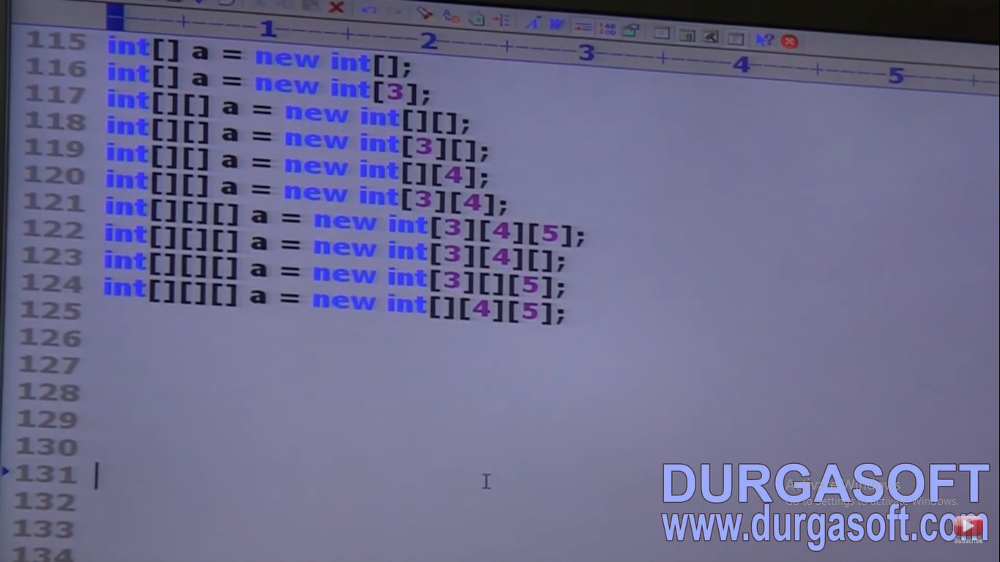 1 2 3 4 5
115 int[] a = new int[];
116 int[] a = new int[3];
117 int[][] a = new int[][];
118 int[][] a = new int[3][];
119 int[][] a = new int[][4];
120 int[][] a = new int[3][4];
121 int[][][] a = new int[3][4][5];
122 int[][][] a = new int[3][4][];
123 int[][][] a = new int[3][][5];
124 int[][][] a = new int[][4][5];
125
126
127
128
129
130
131
132
133
134
DURGASOFT
Activate Windows
Go to Settings to activate Windows.
www.durgasoft.com
Subscribe